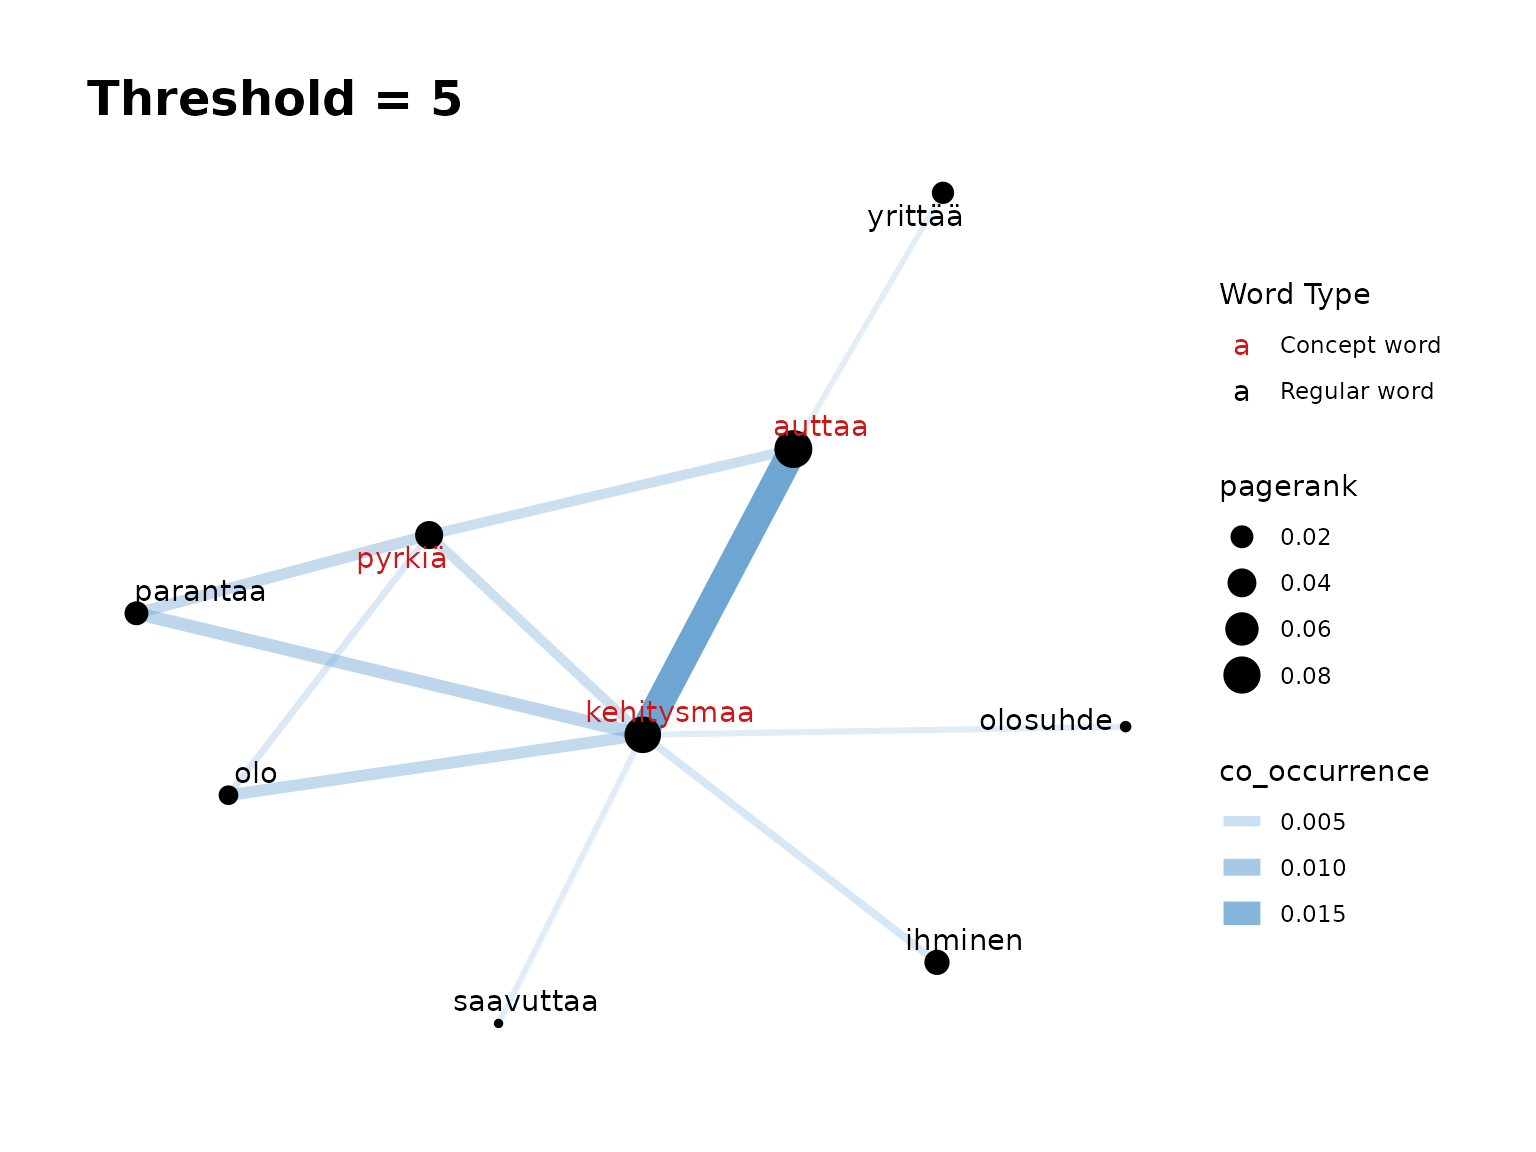 Threshold = 5
yrittää
auttaa
pyrkiä
parantaa
kehitysmaa
olosuhde
olo
ihminen
saavuttaa
Word Type
a Concept word
a Regular word
pagerank
0.02
0.04
0.06
0.08
co_occurrence
0.005
0.010
0.015